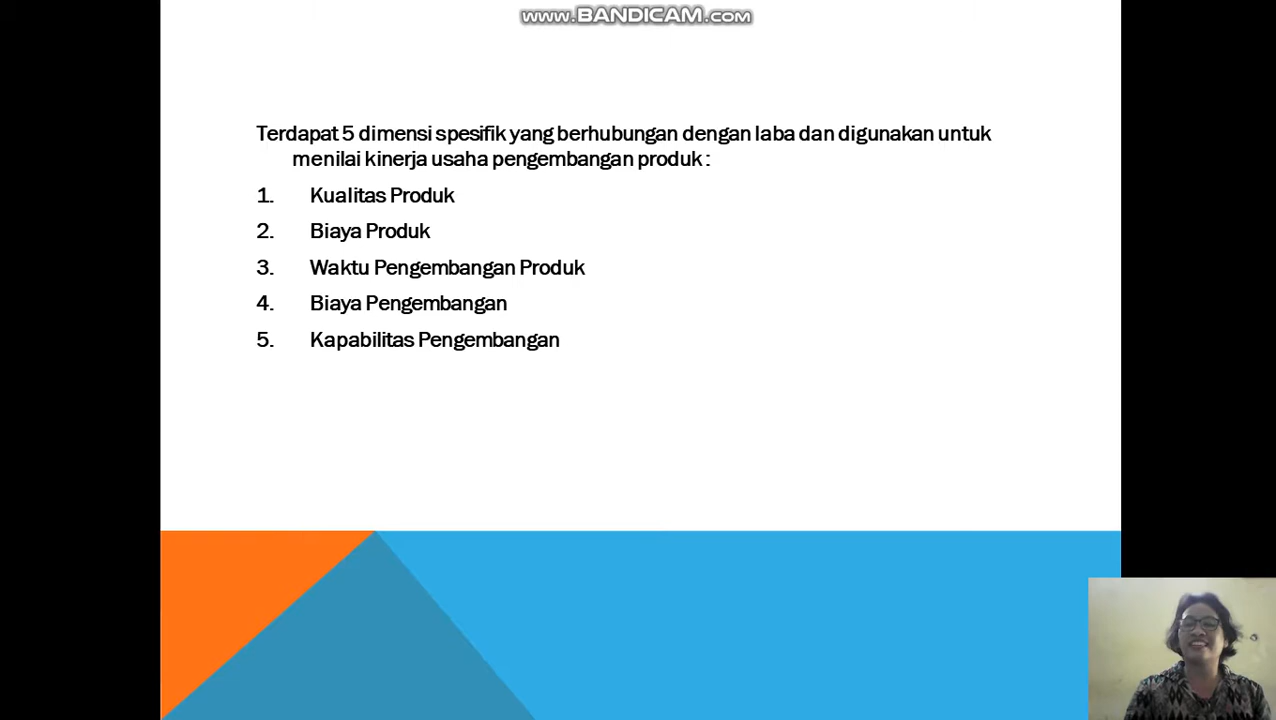 www.BANDICAM.com
Terdapat 5 dimensi spesifik yang berhubungan dengan laba dan digunakan untuk
menilai kinerja usaha pengembangan produk :
1. Kualitas Produk
2. Biaya Produk
3. Waktu Pengembangan Produk
4. Biaya Pengembangan
5. Kapabilitas Pengembangan